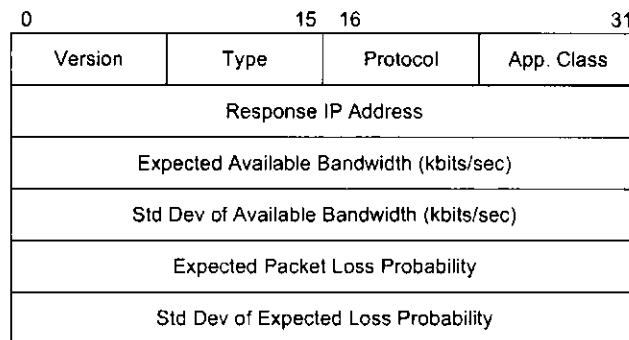 0 15 16 31
Version Type Protocol App. Class
Response IP Address
Expected Available Bandwidth (kbits/sec)
Std Dev of Available Bandwidth (kbits/sec)
Expected Packet Loss Probability
Std Dev of Expected Loss Probability